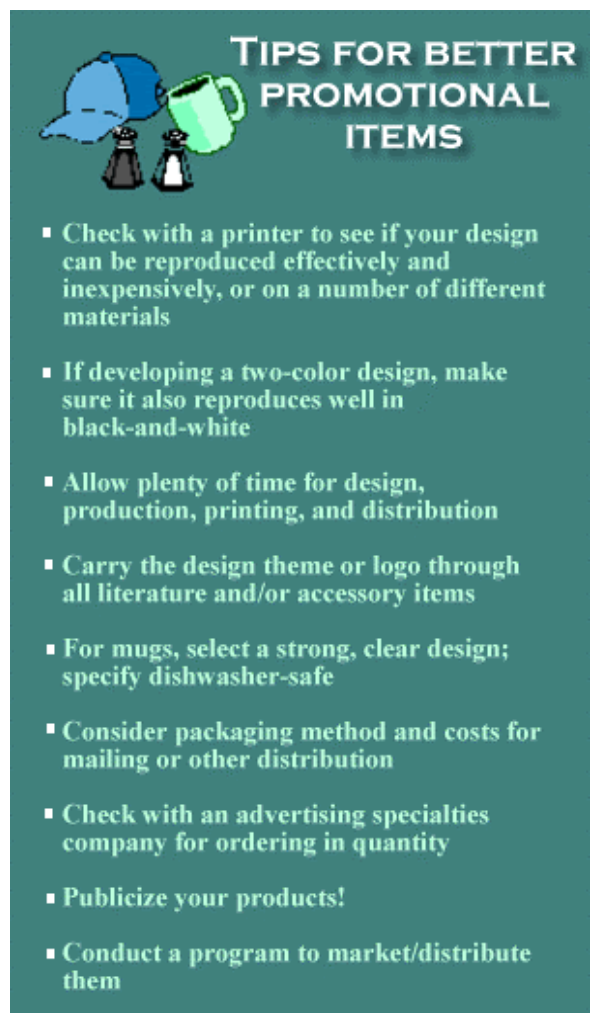 TIPS FOR BETTER
PROMOTIONAL
ITEMS
▪ Check with a printer to see if your design
can be reproduced effectively and
inexpensively, or on a number of different
materials
▪ If developing a two-color design, make
sure it also reproduces well in
black-and-white
▪ Allow plenty of time for design,
production, printing, and distribution
▪ Carry the design theme or logo through
all literature and/or accessory items
▪ For mugs, select a strong, clear design;
specify dishwasher-safe
▪ Consider packaging method and costs for
mailing or other distribution
▪ Check with an advertising specialties
company for ordering in quantity
▪ Publicize your products!
▪ Conduct a program to market/distribute
them